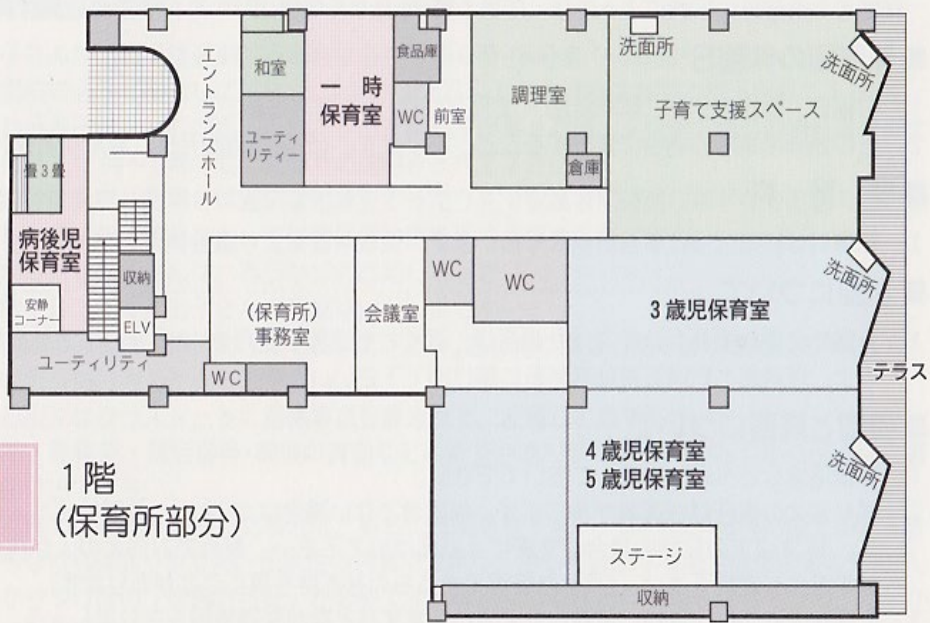 洗面所
洗面所
エントランスホール
和室
一時
保育室
食品庫
WC
前室
調理室
子育て支援スペース
ユーティ
リティー
倉庫
畳3畳
病後児
保育室
安静
コーナー
収納
ELV
ユーティリティ
(保育所)
事務室
WC
会議室
WC
WC
3歳児保育室
洗面所
テラス
4歳児保育室
5歳児保育室
洗面所
ステージ
収納
1階
(保育所部分)